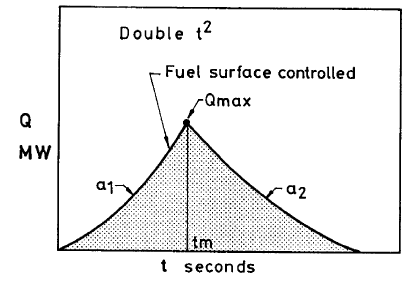 Double t²
Fuel surface controlled
Qmax
Q
MW
a1
a2
tm
t seconds